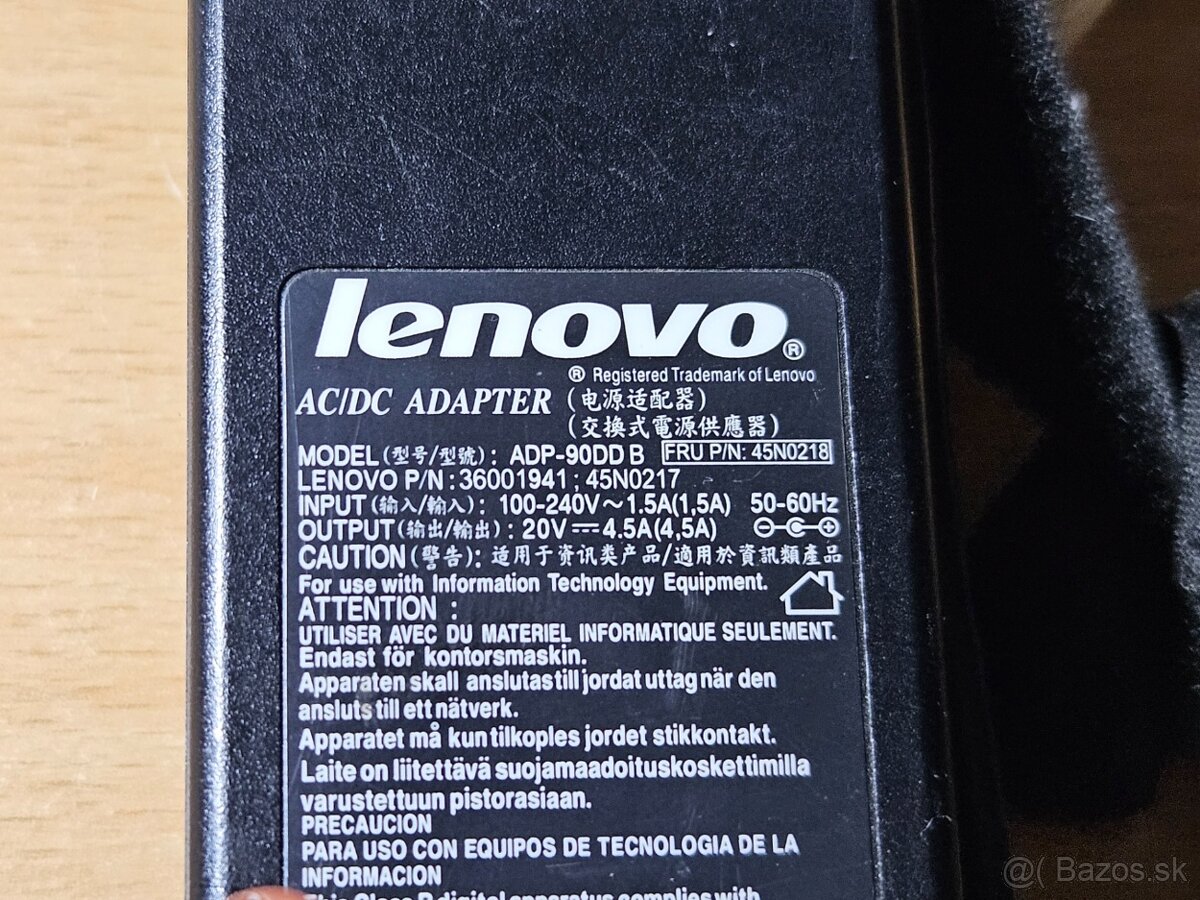 lenovo®
® Registered Trademark of Lenovo
AC/DC ADAPTER (电源适配器)
(交換式電源供應器)
MODEL (型号/型號) : ADP-90DD B FRU P/N: 45N0218
LENOVO P/N : 36001941 ; 45N0217
INPUT (输入/輸入) : 100-240V～1.5A(1,5A) 50-60Hz
OUTPUT (输出/輸出) : 20V⎓4.5A(4,5A)
CAUTION (警告) : 适用于资讯类产品/適用於資訊類產品
For use with Information Technology Equipment.
ATTENTION :
UTILISER AVEC DU MATERIEL INFORMATIQUE SEULEMENT.
Endast för kontorsmaskin.
Apparaten skall anslutas till jordat uttag när den
ansluts till ett nätverk.
Apparatet må kun tilkoples jordet stikkontakt.
Laite on liitettävä suojamaadoituskoskettimilla
varustettuun pistorasiaan.
PRECAUCION
PARA USO CON EQUIPOS DE TECNOLOGIA DE LA
INFORMACION
This Class B digital apparatus complies with
@( Bazos.sk